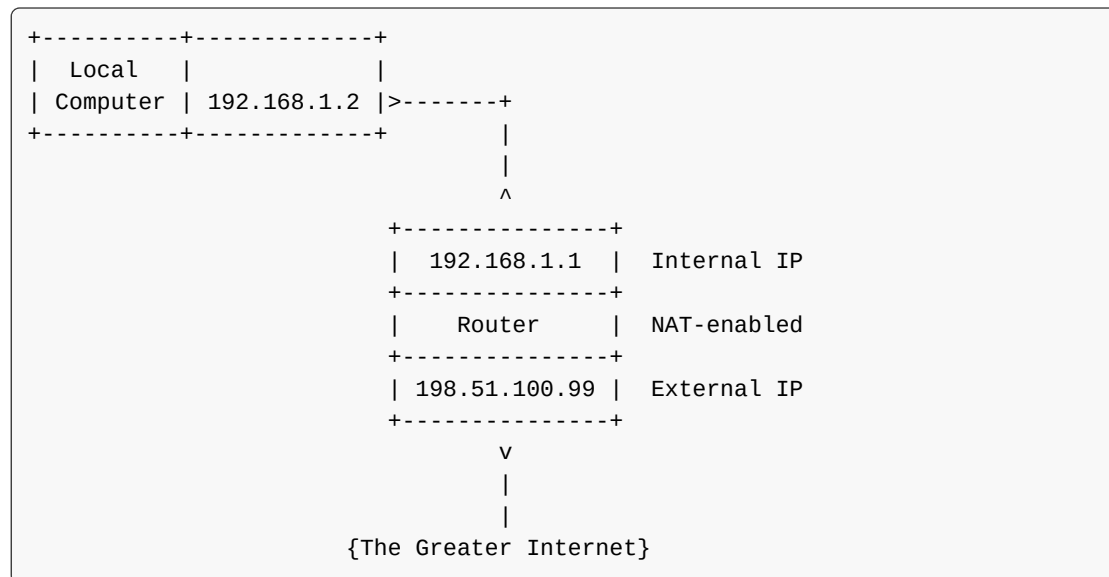 +----------+-------------+
|  Local   |             |
| Computer | 192.168.1.2 |>-------+
+----------+-------------+        |
                                  |
                                  ^
                          +---------------+
                          |  192.168.1.1  |  Internal IP
                          +---------------+
                          |    Router     |  NAT-enabled
                          +---------------+
                          | 198.51.100.99 |  External IP
                          +---------------+
                                  v
                                  |
                                  |
                       {The Greater Internet}